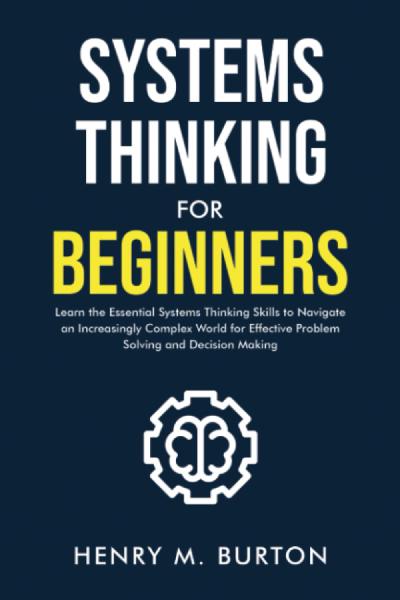 SYSTEMS
THINKING
FOR
BEGINNERS
Learn the Essential Systems Thinking Skills to Navigate
an Increasingly Complex World for Effective Problem
Solving and Decision Making
HENRY M. BURTON